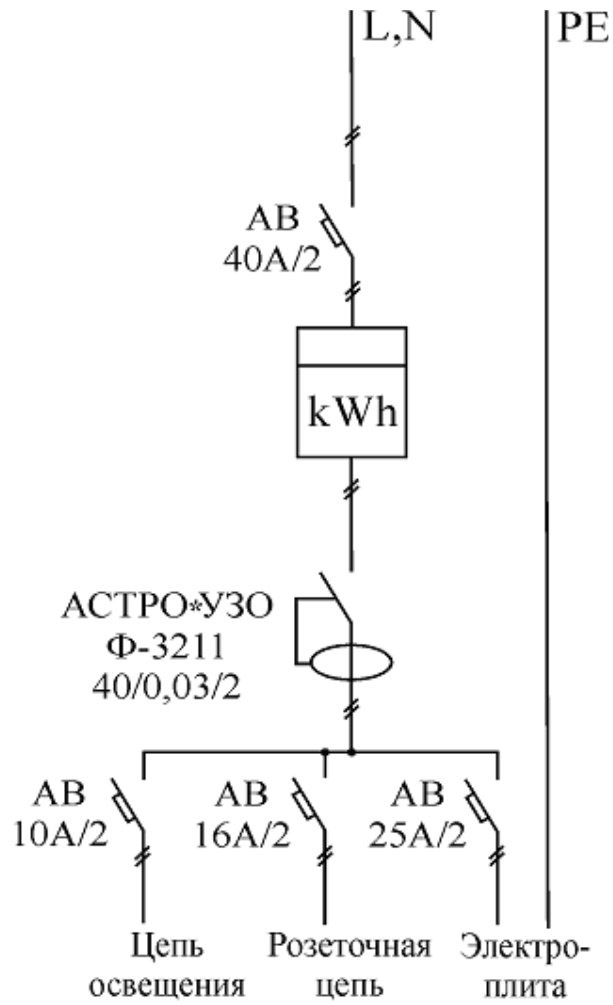 L,N
PE
АВ
40А/2
kWh
АСТРО*УЗО
Ф-3211
40/0,03/2
АВ
10А/2
АВ
16А/2
АВ
25А/2
Цепь
освещения
Розеточная
цепь
Электро-
плита